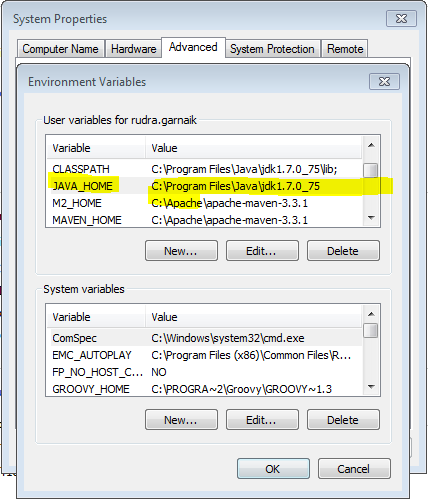 System Properties
Computer Name Hardware Advanced System Protection Remote
Environment Variables
User variables for rudra.garnaik
Variable Value
CLASSPATH C:\Program Files\Java\jdk1.7.0_75\lib;
JAVA_HOME C:\Program Files\Java\jdk1.7.0_75
M2_HOME C:\Apache\apache-maven-3.3.1
MAVEN_HOME C:\Apache\apache-maven-3.3.1
New... Edit... Delete
System variables
Variable Value
ComSpec C:\Windows\system32\cmd.exe
EMC_AUTOPLAY C:\Program Files (x86)\Common Files\R...
FP_NO_HOST_C... NO
GROOVY_HOME C:\PROGRA~2\Groovy\GROOVY~1.3
New... Edit... Delete
OK Cancel